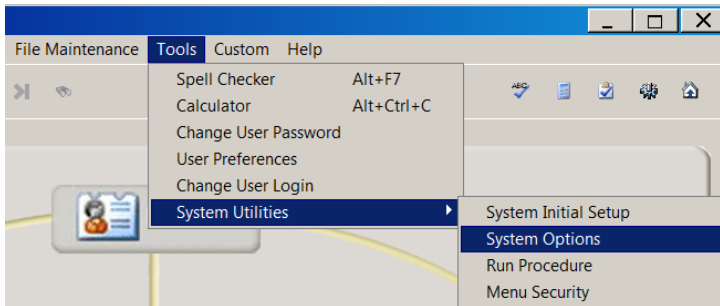 File Maintenance Tools Custom Help
Spell Checker Alt+F7
Calculator Alt+Ctrl+C
Change User Password
User Preferences
Change User Login
System Utilities
System Initial Setup
System Options
Run Procedure
Menu Security
ABC